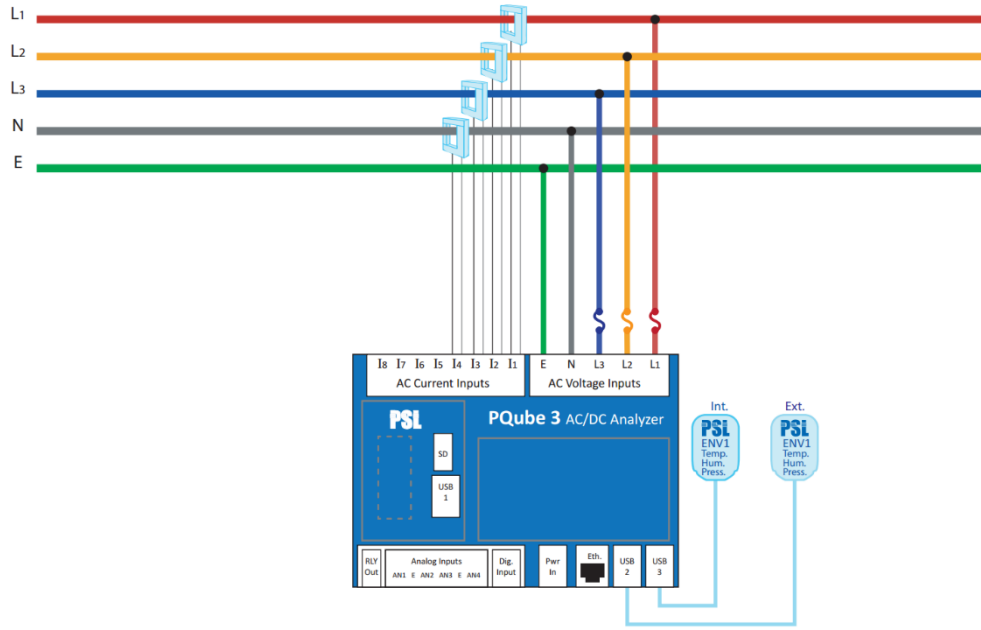 L1
L2
L3
N
E
I8 I7 I6 I5 I4 I3 I2 I1
AC Current Inputs
E N L3 L2 L1
AC Voltage Inputs
PSL
PQube 3 AC/DC Analyzer
SD
USB
1
Int.
PSL
ENV1
Temp.
Hum.
Press.
Ext.
PSL
ENV1
Temp.
Hum.
Press.
RLY
Out
Analog Inputs
AN1 E AN2 AN3 E AN4
Dig.
Input
Pwr
In
Eth.
USB
2
USB
3